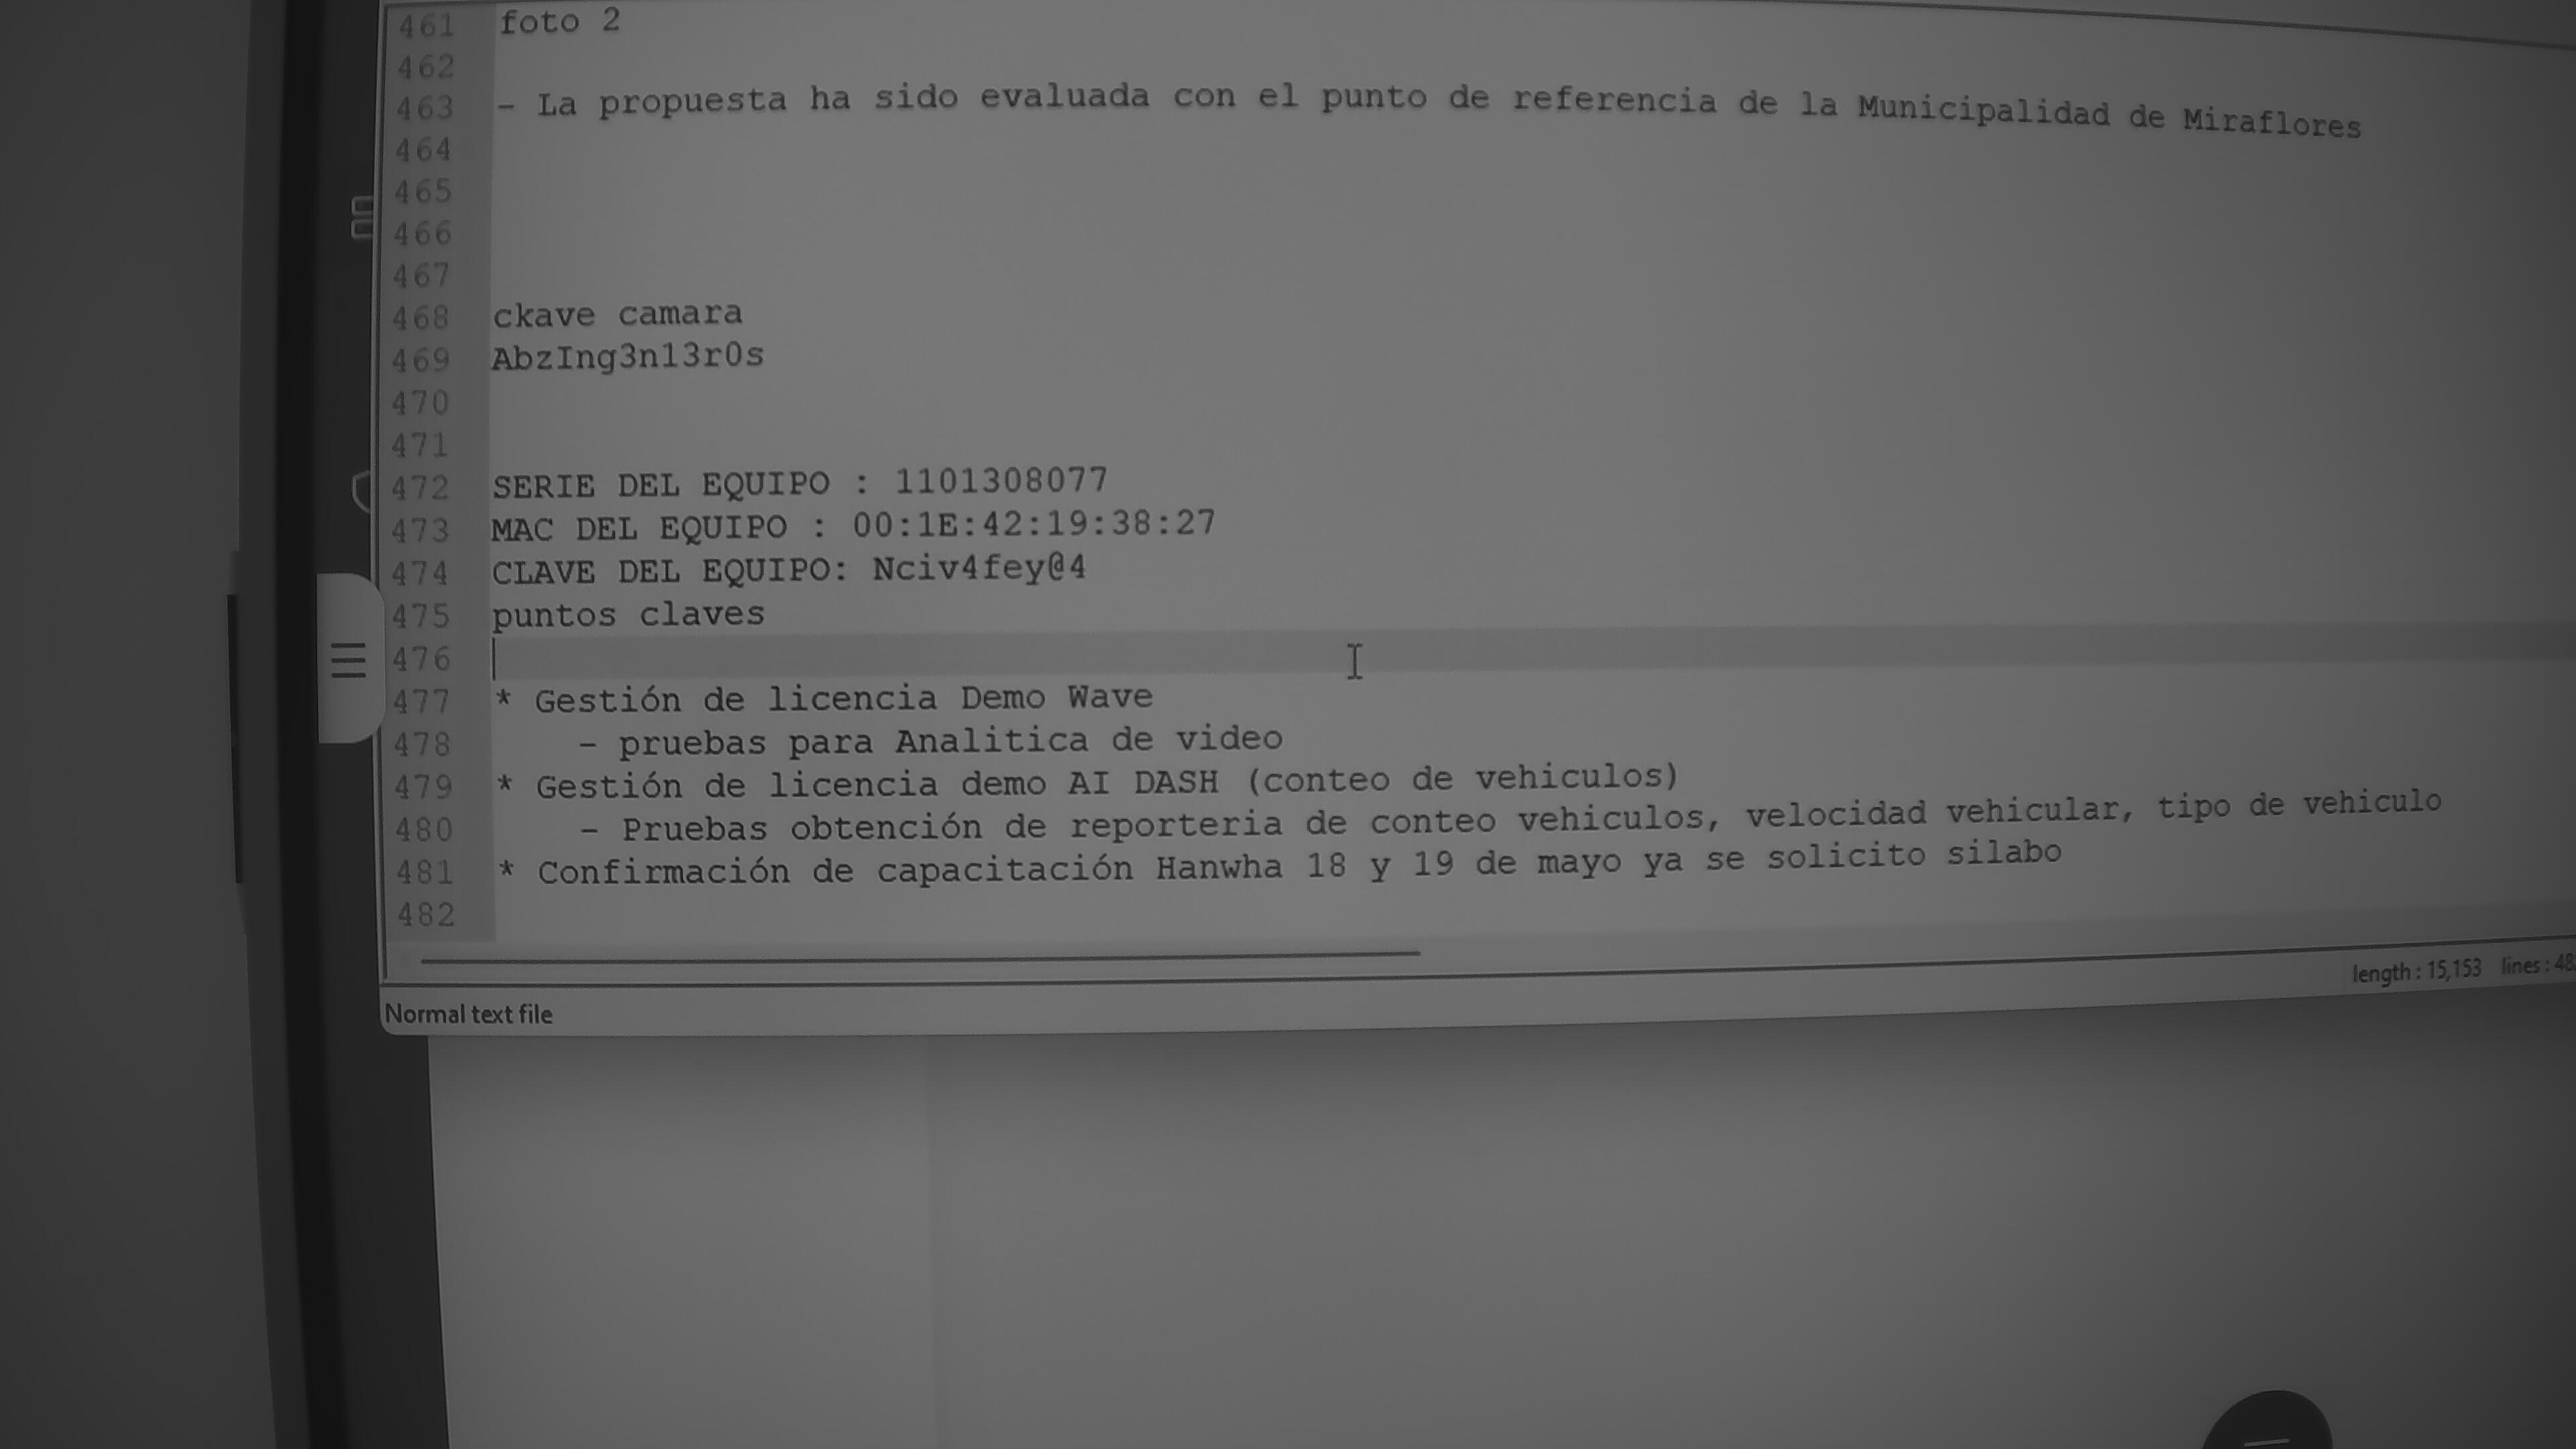 461 foto 2
462
463 - La propuesta ha sido evaluada con el punto de referencia de la Municipalidad de Miraflores
464
465
466
467
468 ckave camara
469 AbzIng3n13r0s
470
471
472 SERIE DEL EQUIPO : 1101308077
473 MAC DEL EQUIPO : 00:1E:42:19:38:27
474 CLAVE DEL EQUIPO: Nciv4fey@4
475 puntos claves
476
477 * Gestión de licencia Demo Wave
478 - pruebas para Analitica de video
479 * Gestión de licencia demo AI DASH (conteo de vehiculos)
480 - Pruebas obtención de reporteria de conteo vehiculos, velocidad vehicular, tipo de vehiculo
481 * Confirmación de capacitación Hanwha 18 y 19 de mayo ya se solicito silabo
482
length : 15,153 lines : 48
Normal text file